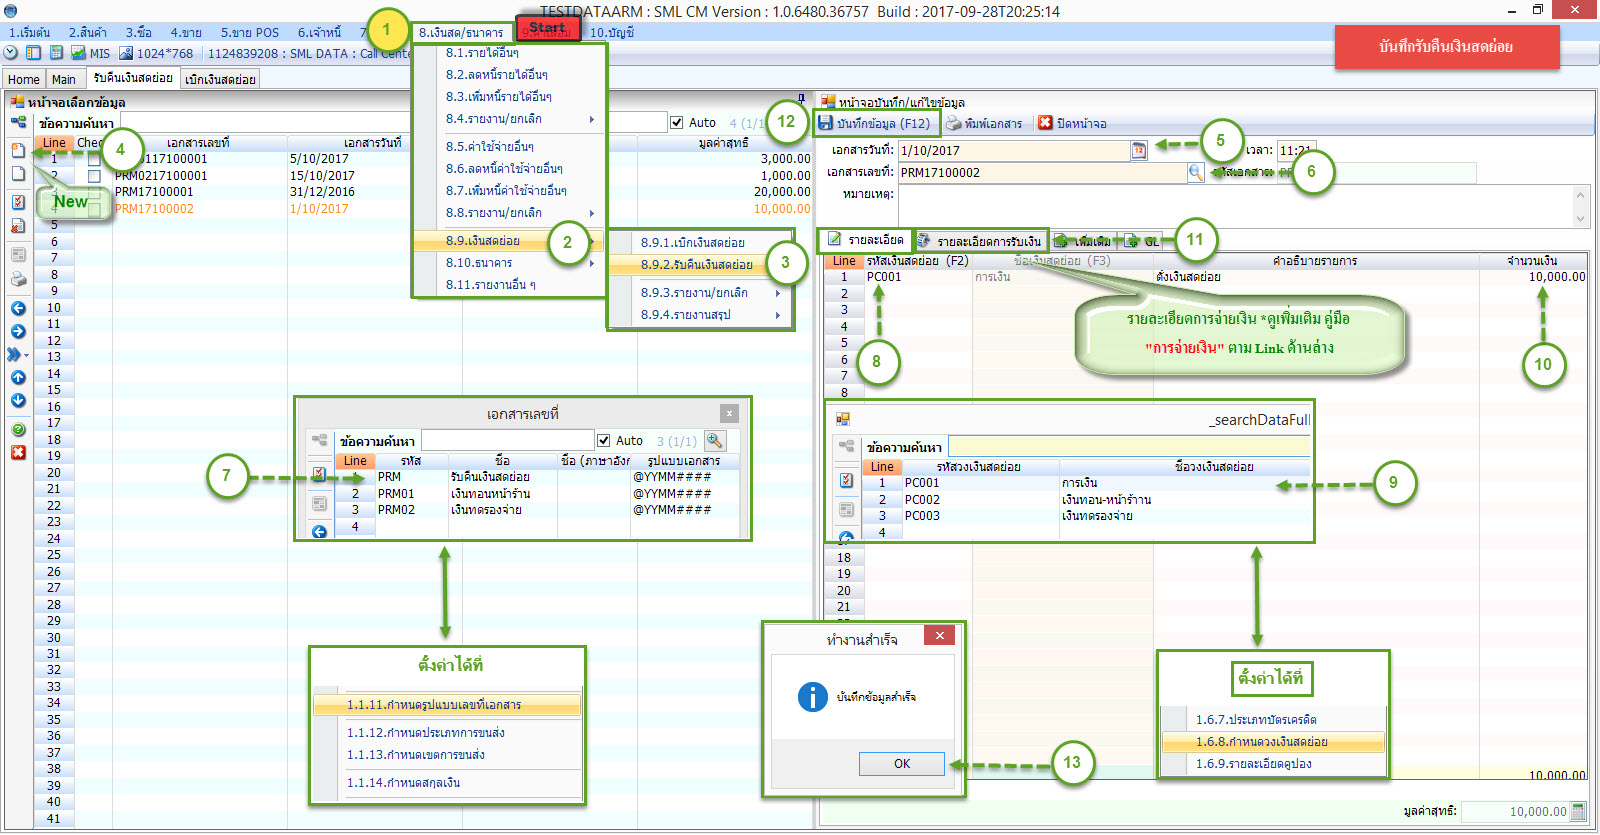 TESTDATAARM : SML CM Version : 1.0.6480.36757 Build : 2017-09-28T20:25:14
1.เริ่มต้น 2.สินค้า 3.ซื้อ 4.ขาย 5.ขาย POS 6.เจ้าหนี้ 7 8.เงินสด/ธนาคาร 10.บัญชี
1
Start
บันทึกรับคืนเงินสดย่อย
MIS 1024*768 1124839208 : SML DATA : Call Cente
Home Main รับคืนเงินสดย่อย เบิกเงินสดย่อย
หน้าจอเลือกข้อมูล
ข้อความค้นหา Auto 4 (1/1)
Line Chec เอกสารเลขที่ เอกสารวันที่ มูลค่าสุทธิ
1 0117100001 5/10/2017 3,000.00
2 PRM0217100001 15/10/2017 1,000.00
PRM17100001 31/12/2016 20,000.00
PRM17100002 1/10/2017 10,000.00
4
New
5
6
7
8
9
10
11
12
13
14
15
16
17
18
19
20
21
22
23
24
25
26
27
28
29
30
31
32
33
34
35
36
37
38
39
40
41
8.1.รายได้อื่นๆ
8.2.ลดหนี้รายได้อื่นๆ
8.3.เพิ่มหนี้รายได้อื่นๆ
8.4.รายงาน/ยกเลิก
8.5.ค่าใช้จ่ายอื่นๆ
8.6.ลดหนี้ค่าใช้จ่ายอื่นๆ
8.7.เพิ่มหนี้ค่าใช้จ่ายอื่นๆ
8.8.รายงาน/ยกเลิก
8.9.เงินสดย่อย
8.10.ธนาคาร
8.11.รายงานอื่น ๆ
2
8.9.1.เบิกเงินสดย่อย
8.9.2.รับคืนเงินสดย่อย
8.9.3.รายงาน/ยกเลิก
8.9.4.รายงานสรุป
3
หน้าจอบันทึก/แก้ไขข้อมูล
12
บันทึกข้อมูล (F12) พิมพ์เอกสาร ปิดหน้าจอ
เอกสารวันที่: 1/10/2017 เวลา: 11:21
5
เอกสารเลขที่: PRM17100002 รหัสเอกสาร:
6
หมายเหตุ:
รายละเอียด รายละเอียดการรับเงิน เพิ่มเติม GL
11
Line รหัสเงินสดย่อย (F2) ชื่อเงินสดย่อย (F3) คำอธิบายรายการ จำนวนเงิน
1 PC001 การเงิน ตั้งเงินสดย่อย 10,000.00
2
3
4
5
6
7
8
รายละเอียดการจ่ายเงิน *ดูเพิ่มเติม คู่มือ
"การจ่ายเงิน" ตาม Link ด้านล่าง
8
10
เอกสารเลขที่
ข้อความค้นหา Auto 3 (1/1)
Line รหัส ชื่อ ชื่อ (ภาษาอังก รูปแบบเอกสาร
PRM รับคืนเงินสดย่อย @YYMM####
2 PRM01 เงินทอนหน้าร้าน @YYMM####
3 PRM02 เงินทดรองจ่าย @YYMM####
4
7
_searchDataFull
ข้อความค้นหา
Line รหัสวงเงินสดย่อย ชื่อวงเงินสดย่อย
1 PC001 การเงิน
2 PC002 เงินทอน-หน้าร้าน
3 PC003 เงินทดรองจ่าย
4
9
18
19
20
21
ตั้งค่าได้ที่
1.1.11.กำหนดรูปแบบเลขที่เอกสาร
1.1.12.กำหนดประเภทการขนส่ง
1.1.13.กำหนดเขตการขนส่ง
1.1.14.กำหนดสกุลเงิน
ทำงานสำเร็จ
บันทึกข้อมูลสำเร็จ
OK
13
ตั้งค่าได้ที่
1.6.7.ประเภทบัตรเครดิต
1.6.8.กำหนดวงเงินสดย่อย
1.6.9.รายละเอียดคูปอง
10,000.00
มูลค่าสุทธิ: 10,000.00